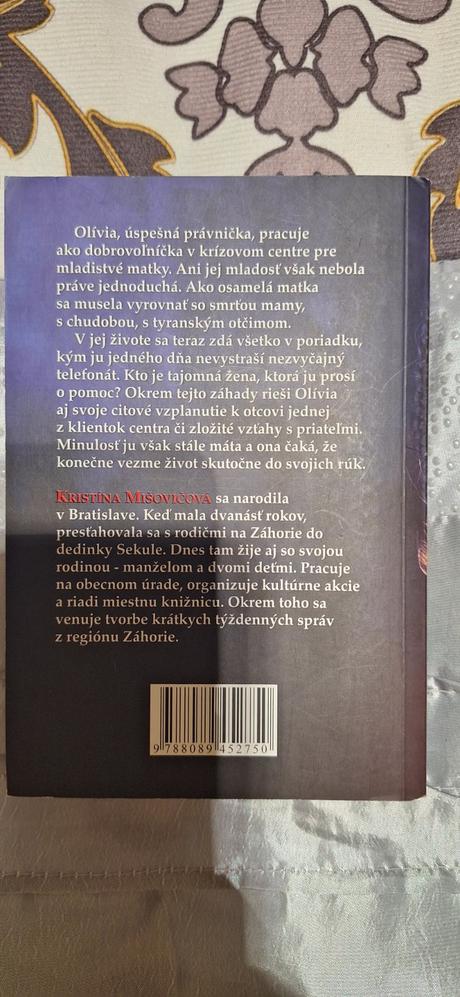 Olívia, úspešná právnička, pracuje
ako dobrovoľníčka v krízovom centre pre
mladistvé matky. Ani jej mladosť však nebola
práve jednoduchá. Ako osamelá matka
sa musela vyrovnať so smrťou mamy,
s chudobou, s tyranským otčimom.
V jej živote sa teraz zdá všetko v poriadku,
kým ju jedného dňa nevystraší nezvyčajný
telefonát. Kto je tajomná žena, ktorá ju prosí
o pomoc? Okrem tejto záhady rieši Olívia
aj svoje citové vzplanutie k otcovi jednej
z klientok centra či zložité vzťahy s priateľmi.
Minulosť ju však stále máta a ona čaká, že
konečne vezme život skutočne do svojich rúk.
KRISTÍNA MIŠOVIČOVÁ sa narodila
v Bratislave. Keď mala dvanásť rokov,
presťahovala sa s rodičmi na Záhorie do
dedinky Sekule. Dnes tam žije aj so svojou
rodinou - manželom a dvomi deťmi. Pracuje
na obecnom úrade, organizuje kultúrne akcie
a riadi miestnu knižnicu. Okrem toho sa
venuje tvorbe krátkych týždenných správ
z regiónu Záhorie.
9 788089 452750